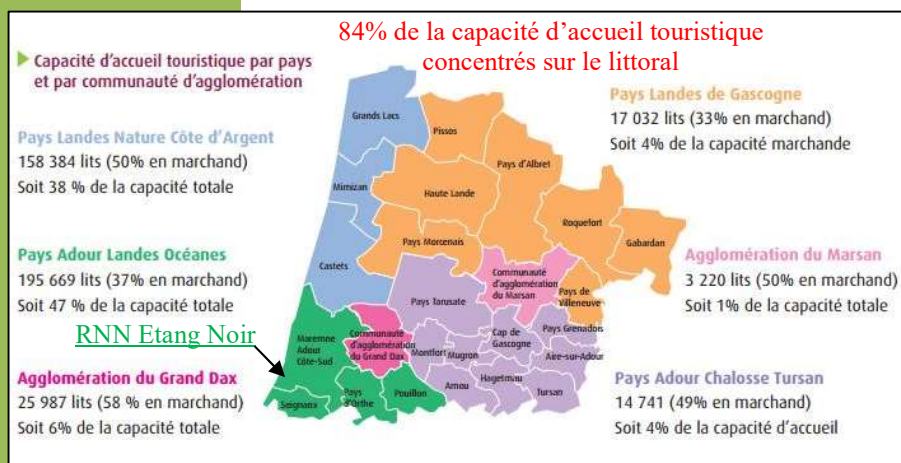 84% de la capacité d'accueil touristique
concentrés sur le littoral
Capacité d'accueil touristique par pays
et par communauté d'agglomération
Pays Landes Nature Côte d'Argent
158 384 lits (50% en marchand)
Soit 38 % de la capacité totale
Pays Adour Landes Océanes
195 669 lits (37% en marchand)
Soit 47 % de la capacité totale
RNN Etang Noir
Agglomération du Grand Dax
25 987 lits (58 % en marchand)
Soit 6% de la capacité totale
Grands Lacs
Pissos
Pays d'Albret
Mimizan
Haute Lande
Roquefort
Gabardan
Pays Morcenais
Castets
Communauté
d'agglomération
du Marsan
Pays de
Villeneuve
Pays Tarusate
Maremne
Adour
Côte-Sud
Communauté
d'agglomération
du Grand Dax
Montfort
Mugron
Cap de
Gascogne
Pays Grenadois
Aire-sur-Adour
Seignanx
Pays
d'Orthe
Pouillon
Amou
Hagetmau
Tursan
Pays Landes de Gascogne
17 032 lits (33% en marchand)
Soit 4% de la capacité marchande
Agglomération du Marsan
3 220 lits (50% en marchand)
Soit 1% de la capacité totale
Pays Adour Chalosse Tursan
14 741 (49% en marchand)
Soit 4% de la capacité d'accueil